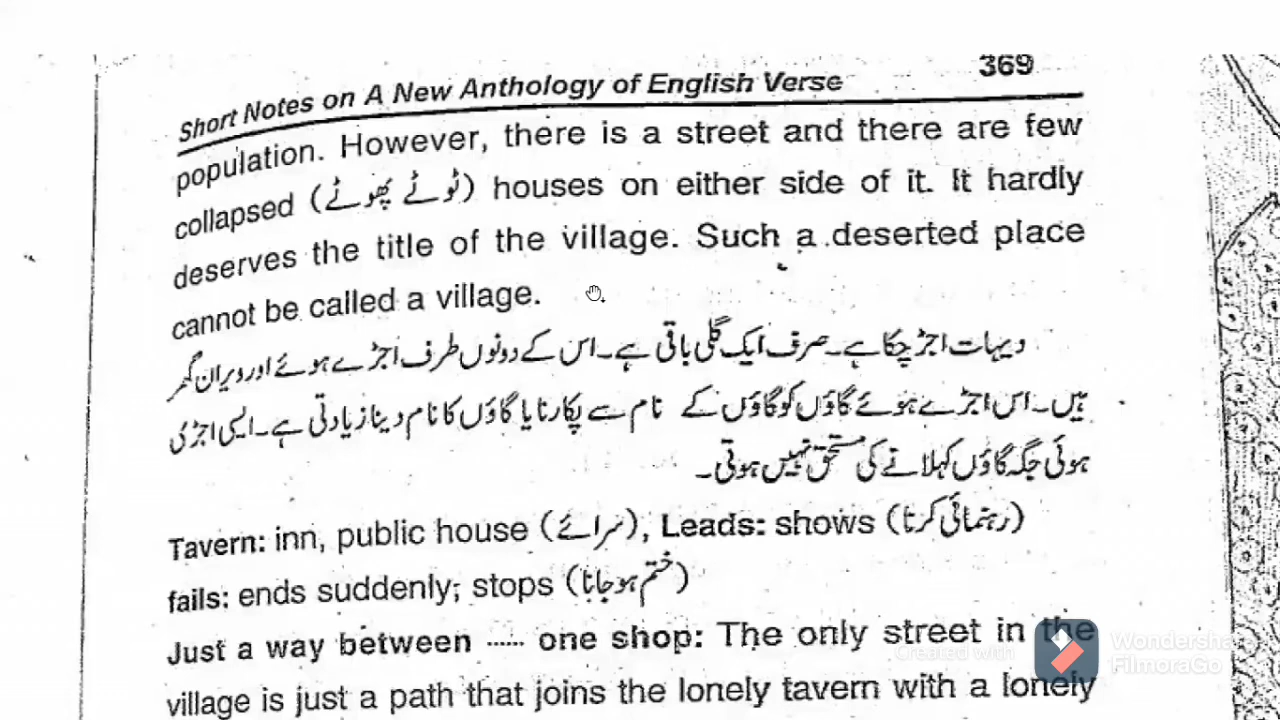 Short Notes on A New Anthology of English Verse 369
population. However, there is a street and there are few
collapsed (ٹوٹے پھوٹے) houses on either side of it. It hardly
deserves the title of the village. Such a deserted place
cannot be called a village.
دیہات اجڑ چکا ہے۔ صرف ایک گلی باقی ہے۔ اس کے دونوں طرف اجڑے ہوئے اور ویران گھر
ہیں۔ اس اجڑے ہوئے گاؤں کو گاؤں کے نام سے پکارنا یا گاؤں کا نام دینا زیادتی ہے۔ ایسی اجڑی
ہوئی جگہ گاؤں کہلانے کی مستحق نہیں ہوتی۔
Tavern: inn, public house (سرائے), Leads: shows (رہنمائی کرنا)
fails: ends suddenly; stops (ختم ہو جانا)
Just a way between ...... one shop: The only street in the
village is just a path that joins the lonely tavern with a lonely
Created with
Wondershare
FilmoraGo